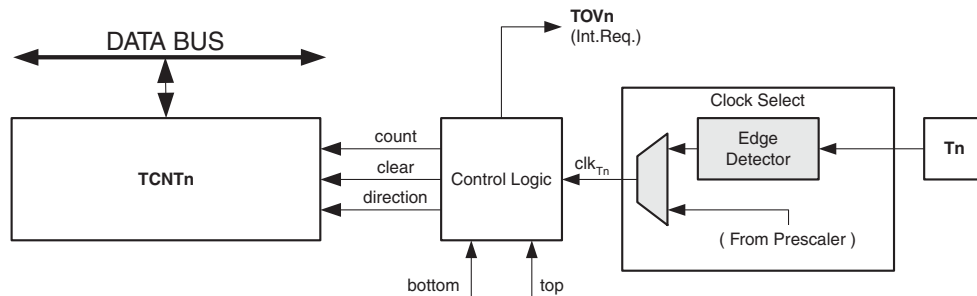 TOVn
(Int.Req.)
DATA BUS
Clock Select
count
Edge
Detector
Tn
TCNTn
clear
Control Logic
clkTn
direction
( From Prescaler )
bottom
top